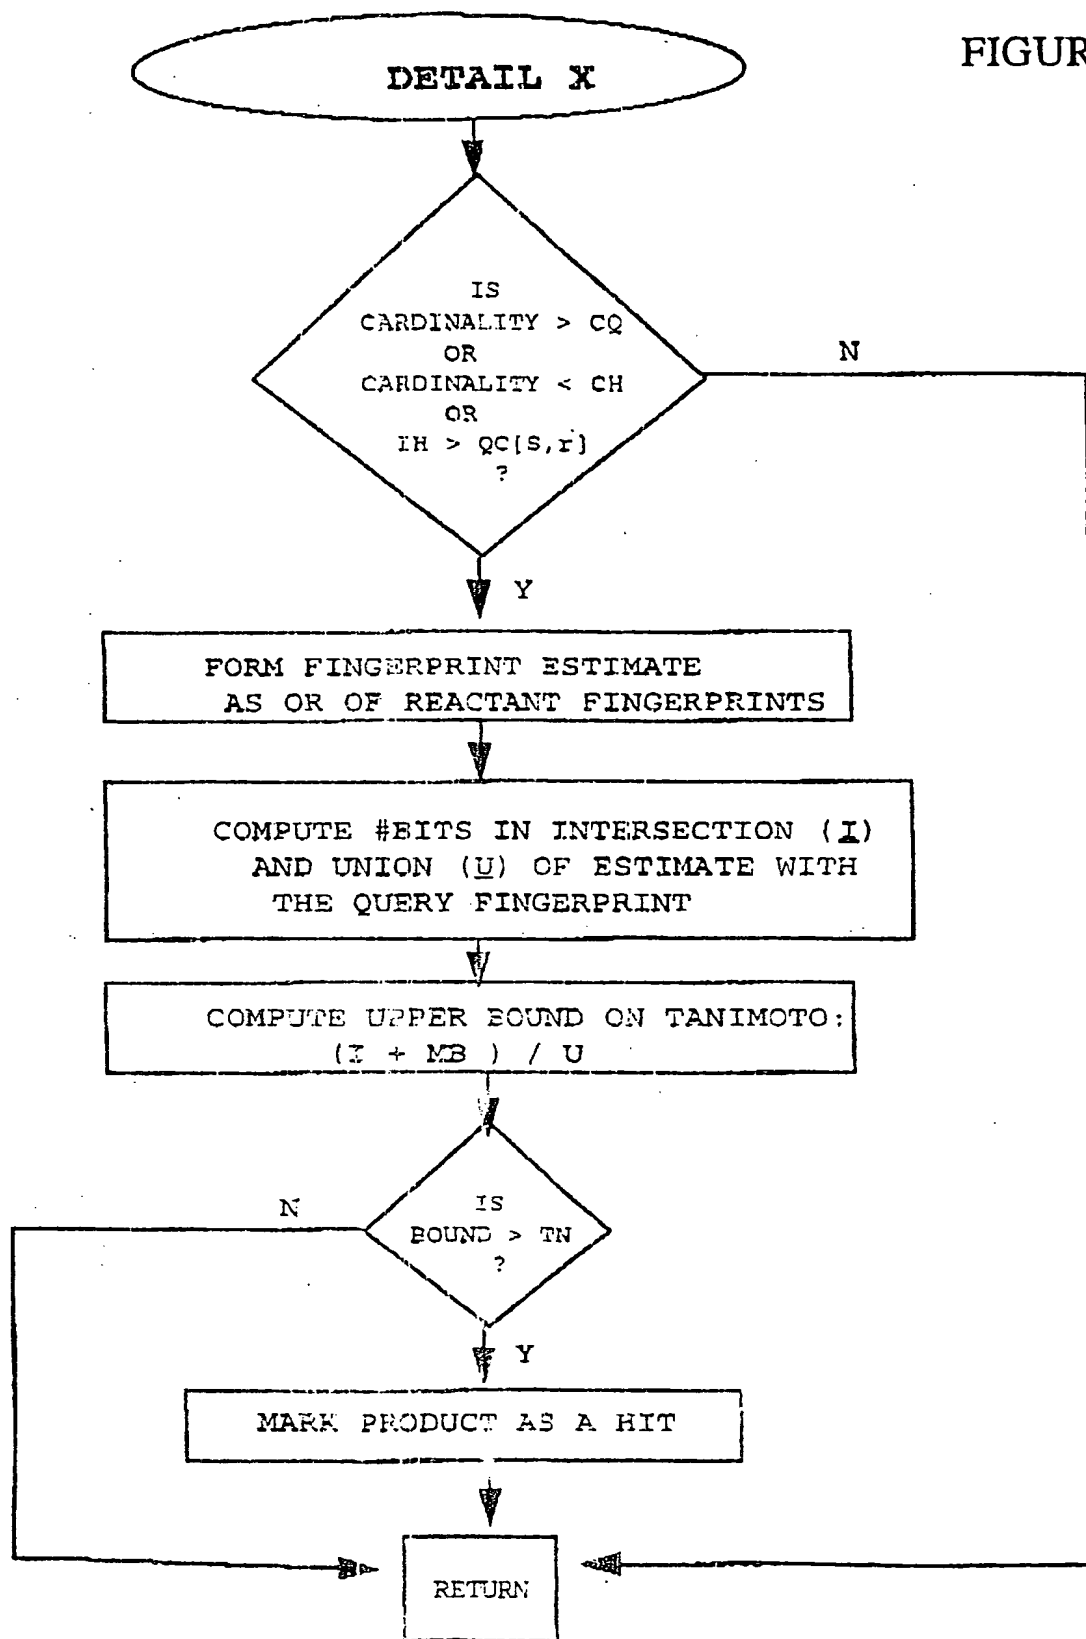 FIGUR
DETAIL X
IS
CARDINALITY > CQ
OR
CARDINALITY < CH
OR
IH > QC[S,r]
?
N
Y
FORM FINGERPRINT ESTIMATE
AS OR OF REACTANT FINGERPRINTS
COMPUTE #BITS IN INTERSECTION (I)
AND UNION (U) OF ESTIMATE WITH
THE QUERY FINGERPRINT
COMPUTE UPPER BOUND ON TANIMOTO:
(I + MB ) / U
N
IS
BOUND > TN
?
Y
MARK PRODUCT AS A HIT
RETURN